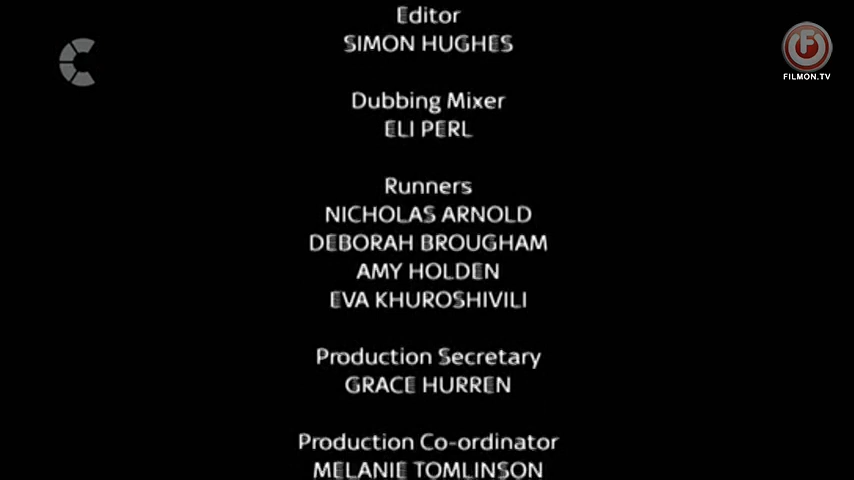 Editor
SIMON HUGHES
FILMON.TV
Dubbing Mixer
ELI PERL
Runners
NICHOLAS ARNOLD
DEBORAH BROUGHAM
AMY HOLDEN
EVA KHUROSHIVILI
Production Secretary
GRACE HURREN
Production Co-ordinator
MELANIE TOMLINSON